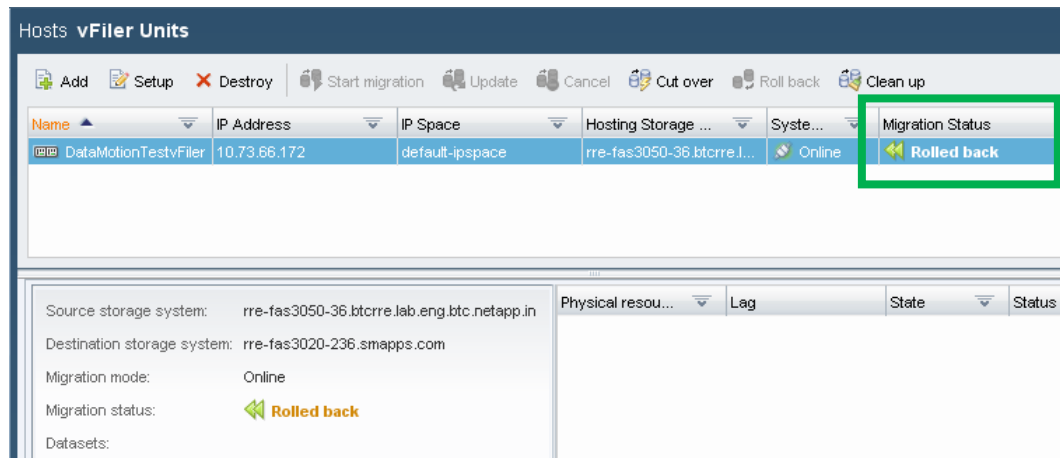 Hosts vFiler Units
Add Setup Destroy Start migration Update Cancel Cut over Roll back Clean up
Name IP Address IP Space Hosting Storage ... Syste... Migration Status
DataMotionTestvFiler 10.73.66.172 default-ipspace rre-fas3050-36.btcrre.l... Online Rolled back
Physical resou... Lag State Status
Source storage system: rre-fas3050-36.btcrre.lab.eng.btc.netapp.in
Destination storage system: rre-fas3020-236.smapps.com
Migration mode: Online
Migration status: Rolled back
Datasets: